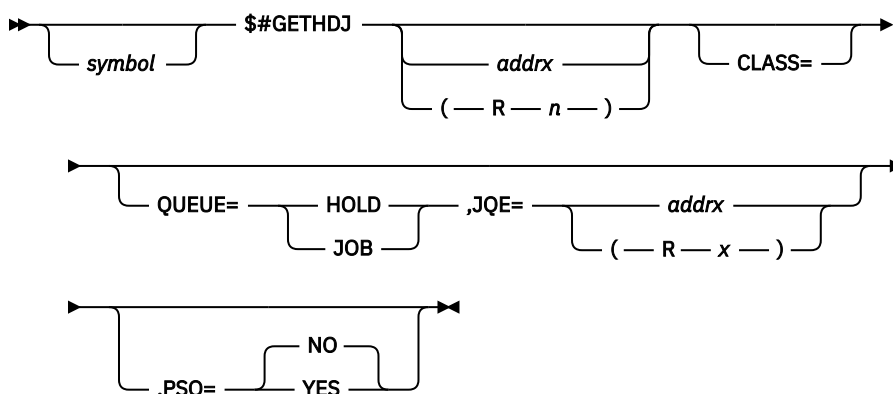 $#GETHDJ
symbol
addrx
CLASS=
( R n )
QUEUE= HOLD ,JQE= addrx
JOB
( R x )
NO
,PSO= YES